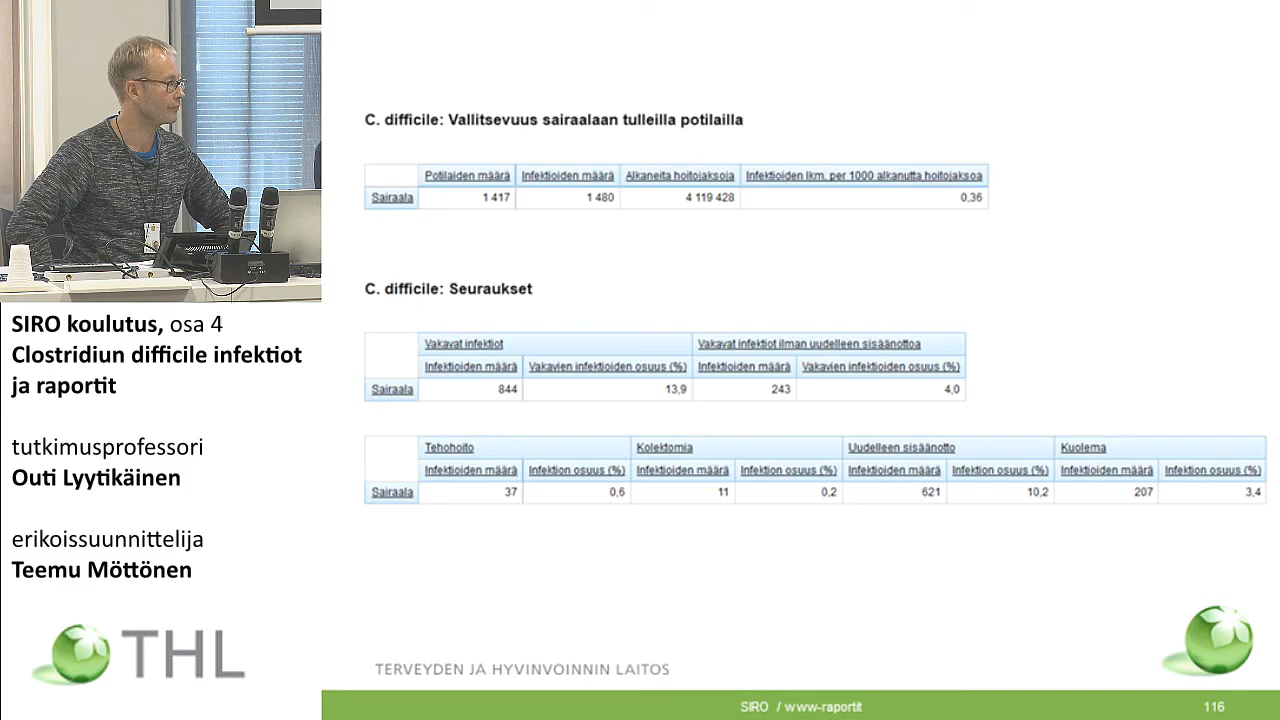 SIRO koulutus, osa 4
Clostridiun difficile infektiot
ja raportit
tutkimusprofessori
Outi Lyytikäinen
erikoissuunnittelija
Teemu Möttönen
THL
C. difficile: Vallitsevuus sairaalaan tulleilla potilailla
Potilaiden määrä Infektioiden määrä Alkaneita hoitojaksoja Infektioiden lkm. per 1000 alkanutta hoitojaksoa
Sairaala 1 417 1 480 4 119 428 0,36
C. difficile: Seuraukset
Vakavat infektiot Vakavat infektiot ilman uudelleen sisäänottoa
Infektioiden määrä Vakavien infektioiden osuus (%) Infektioiden määrä Vakavien infektioiden osuus (%)
Sairaala 844 13,9 243 4,0
Tehohoito Kolektomia Uudelleen sisäänotto Kuolema
Infektioiden määrä Infektion osuus (%) Infektioiden määrä Infektion osuus (%) Infektioiden määrä Infektion osuus (%) Infektioiden määrä Infektion osuus (%)
Sairaala 37 0,6 11 0,2 621 10,2 207 3,4
TERVEYDEN JA HYVINVOINNIN LAITOS
SIRO / www-raportit 116